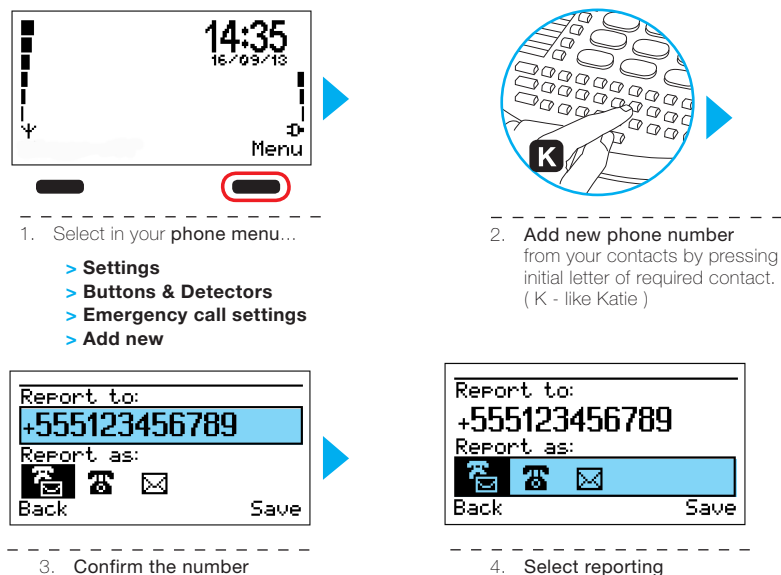 14:35
16/09/13
Menu
1. Select in your phone menu...
> Settings
> Buttons & Detectors
> Emergency call settings
> Add new
K
2. Add new phone number
from your contacts by pressing
initial letter of required contact.
( K - like Katie )
Report to:
+555123456789
Report as:
Back Save
3. Confirm the number
Report to:
+555123456789
Report as:
Back Save
4. Select reporting